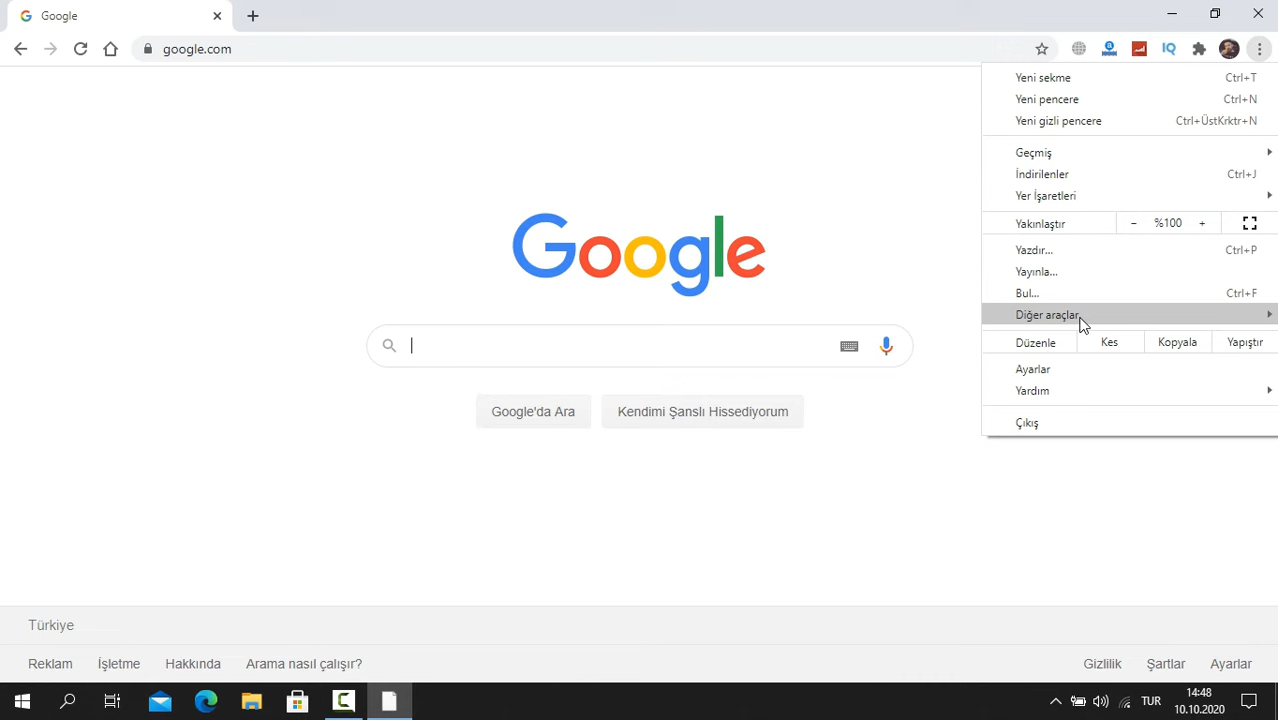 Google
google.com
IQ
Yeni sekme Ctrl+T
Yeni pencere Ctrl+N
Yeni gizli pencere Ctrl+ÜstKrktr+N
Geçmiş
İndirilenler Ctrl+J
Yer İşaretleri
Yakınlaştır − %100 +
Yazdır... Ctrl+P
Yayınla...
Bul... Ctrl+F
Diğer araçlar
Düzenle Kes Kopyala Yapıştır
Ayarlar
Yardım
Çıkış
Google
Google'da Ara Kendimi Şanslı Hissediyorum
Türkiye
Reklam İşletme Hakkında Arama nasıl çalışır? Gizlilik Şartlar Ayarlar
TUR
14:48
10.10.2020